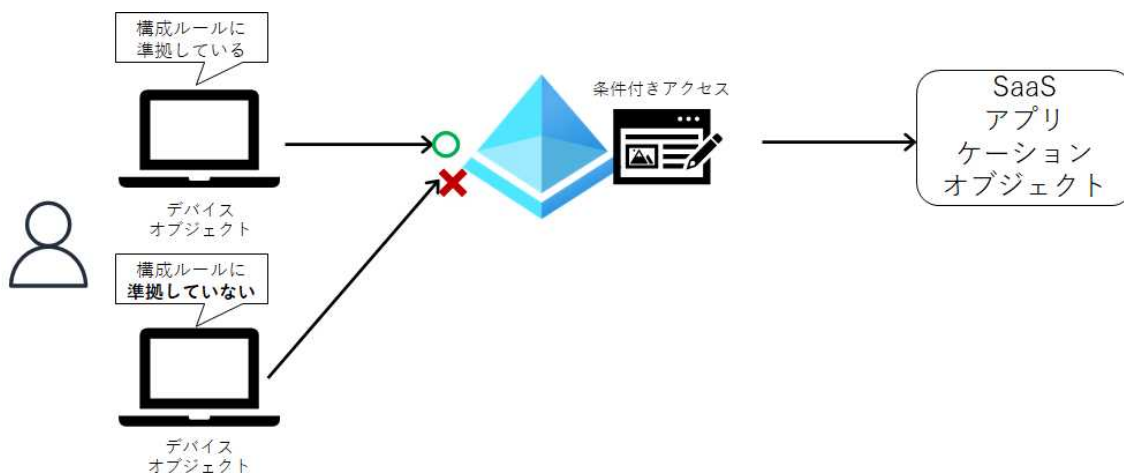 構成ルールに
準拠している
デバイス
オブジェクト
構成ルールに
準拠していない
デバイス
オブジェクト
条件付きアクセス
SaaS
アプリ
ケーション
オブジェクト